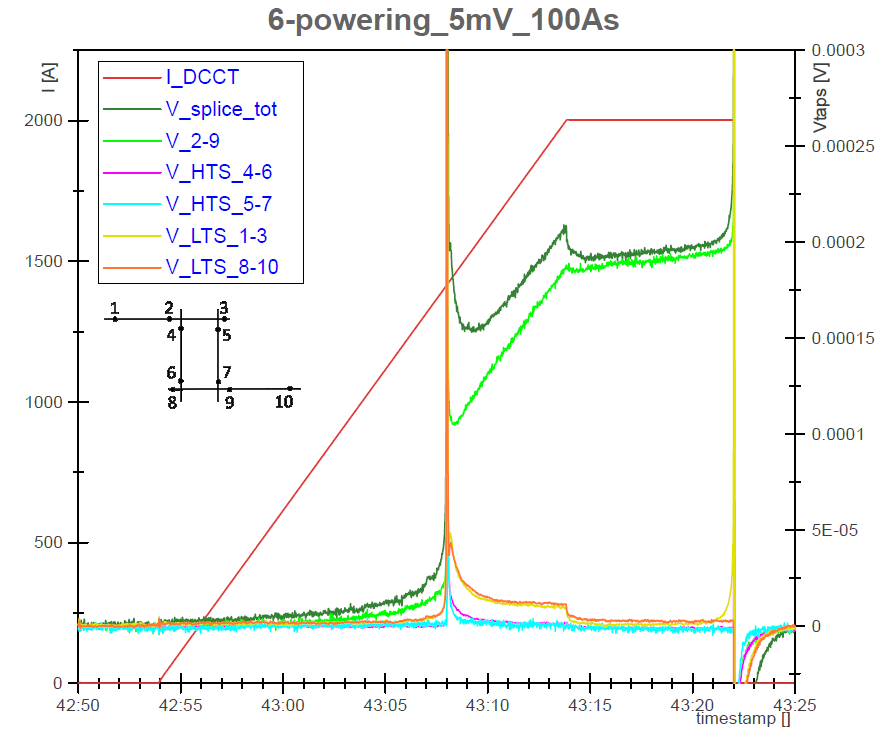 6-powering_5mV_100As
I [A]
Vtaps [V]
I_DCCT
V_splice_tot
V_2-9
V_HTS_4-6
V_HTS_5-7
V_LTS_1-3
V_LTS_8-10
1 2 3
4 5
6 7
8 9 10
2000
1500
1000
500
0
0.0003
0.00025
0.0002
0.00015
0.0001
5E-05
0
42:50 42:55 43:00 43:05 43:10 43:15 43:20 43:25
timestamp []